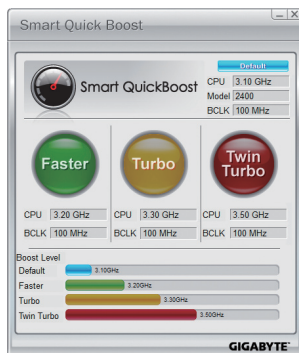 Smart Quick Boost
Smart QuickBoost
Default
CPU 3.10 GHz
Model 2400
BCLK 100 MHz
Faster
Turbo
Twin Turbo
CPU 3.20 GHz
CPU 3.30 GHz
CPU 3.50 GHz
BCLK 100 MHz
BCLK 100 MHz
BCLK 100 MHz
Boost Level
Default 3.10GHz
Faster 3.20GHz
Turbo 3.30GHz
Twin Turbo 3.50GHz
GIGABYTE